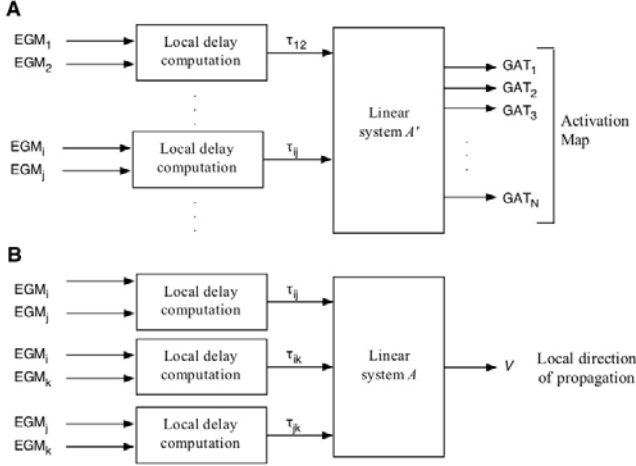 A
EGM1
EGM2
Local delay
computation
τ12
EGMi
EGMj
Local delay
computation
τij
Linear
system A'
GAT1
GAT2
GAT3
GATN
Activation
Map
B
EGMi
EGMj
Local delay
computation
τij
EGMi
EGMk
Local delay
computation
τik
EGMj
EGMk
Local delay
computation
τjk
Linear
system A
V
Local direction
of propagation